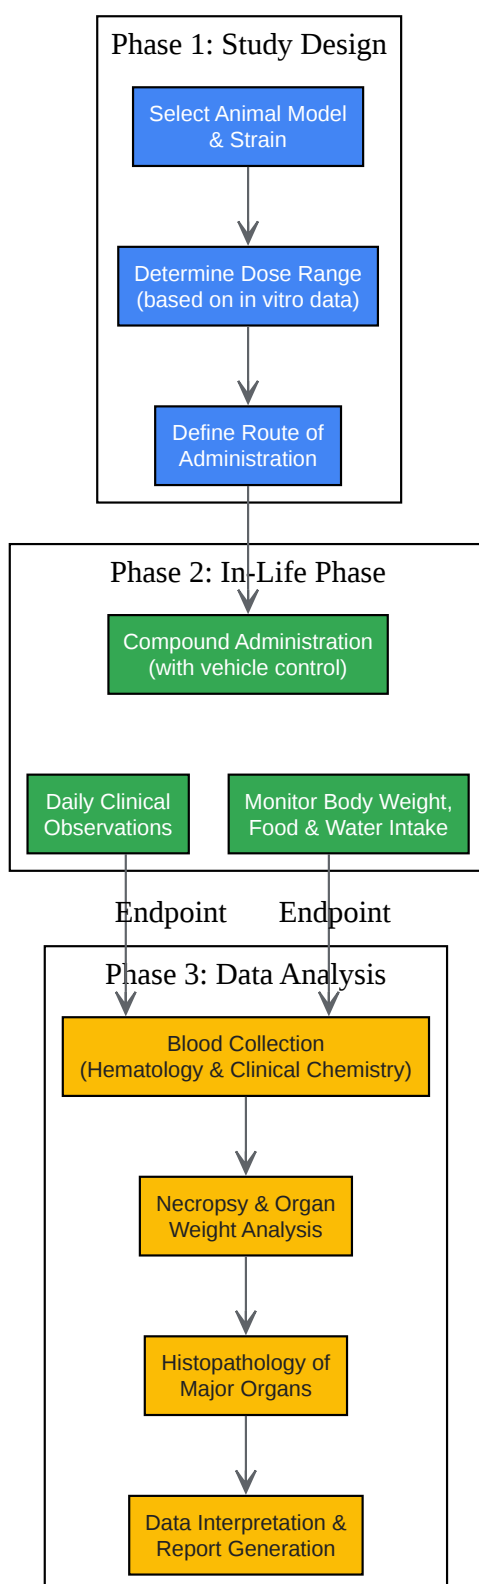 Phase 1: Study Design
Select Animal Model
& Strain
Determine Dose Range
(based on in vitro data)
Define Route of
Administration
Phase 2: In-Life Phase
Compound Administration
(with vehicle control)
Daily Clinical
Observations
Monitor Body Weight,
Food & Water Intake
Endpoint
Endpoint
Phase 3: Data Analysis
Blood Collection
(Hematology & Clinical Chemistry)
Necropsy & Organ
Weight Analysis
Histopathology of
Major Organs
Data Interpretation &
Report Generation